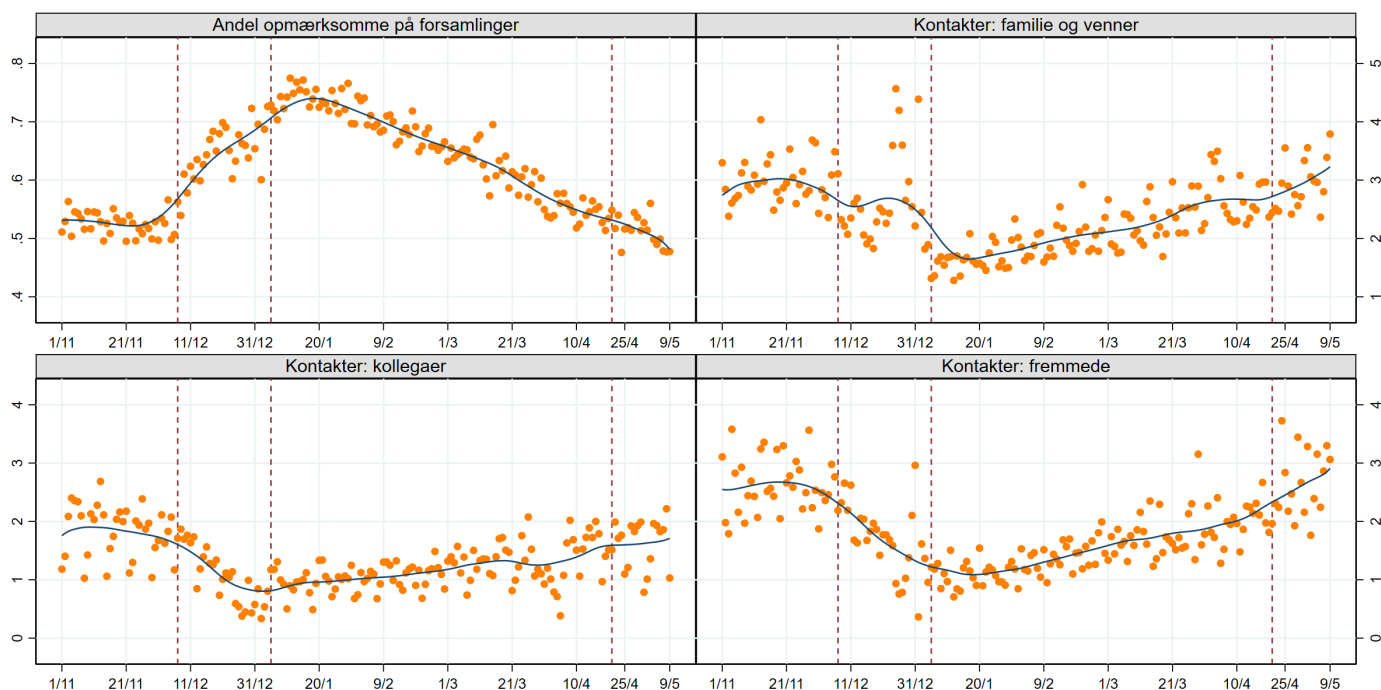 Andel opmærksomme på forsamlinger
Kontakter: familie og venner
.8
.7
.6
.5
.4
5
4
3
2
1
1/11 21/11 11/12 31/12 20/1 9/2 1/3 21/3 10/4 25/4 9/5
1/11 21/11 11/12 31/12 20/1 9/2 1/3 21/3 10/4 25/4 9/5
Kontakter: kollegaer
Kontakter: fremmede
4
3
2
1
0
4
3
2
1
0
1/11 21/11 11/12 31/12 20/1 9/2 1/3 21/3 10/4 25/4 9/5
1/11 21/11 11/12 31/12 20/1 9/2 1/3 21/3 10/4 25/4 9/5